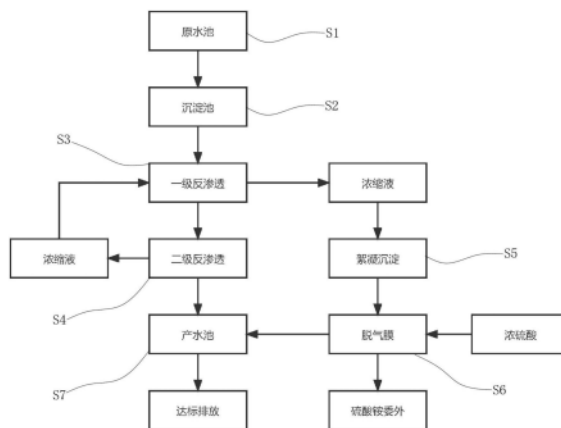 原水池
S1
沉淀池
S2
S3
一级反渗透
浓缩液
浓缩液
二级反渗透
絮凝沉淀
S5
S4
产水池
脱气膜
浓硫酸
S7
S6
达标排放
硫酸铵委外